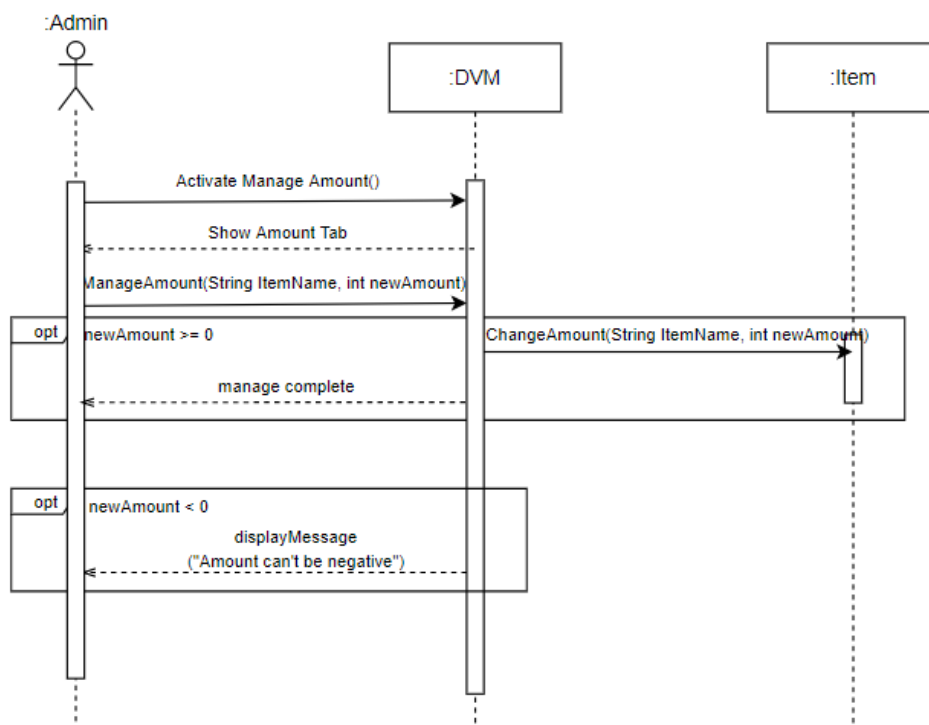 :Admin
:DVM
:Item
Activate Manage Amount()
Show Amount Tab
ManageAmount(String ItemName, int newAmount)
opt
newAmount >= 0
ChangeAmount(String ItemName, int newAmount)
manage complete
opt
newAmount < 0
displayMessage
("Amount can't be negative")